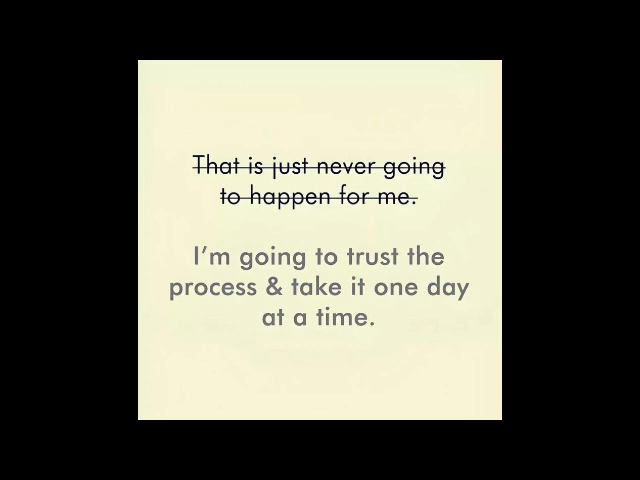 That is just never going
to happen for me.
I'm going to trust the
process & take it one day
at a time.